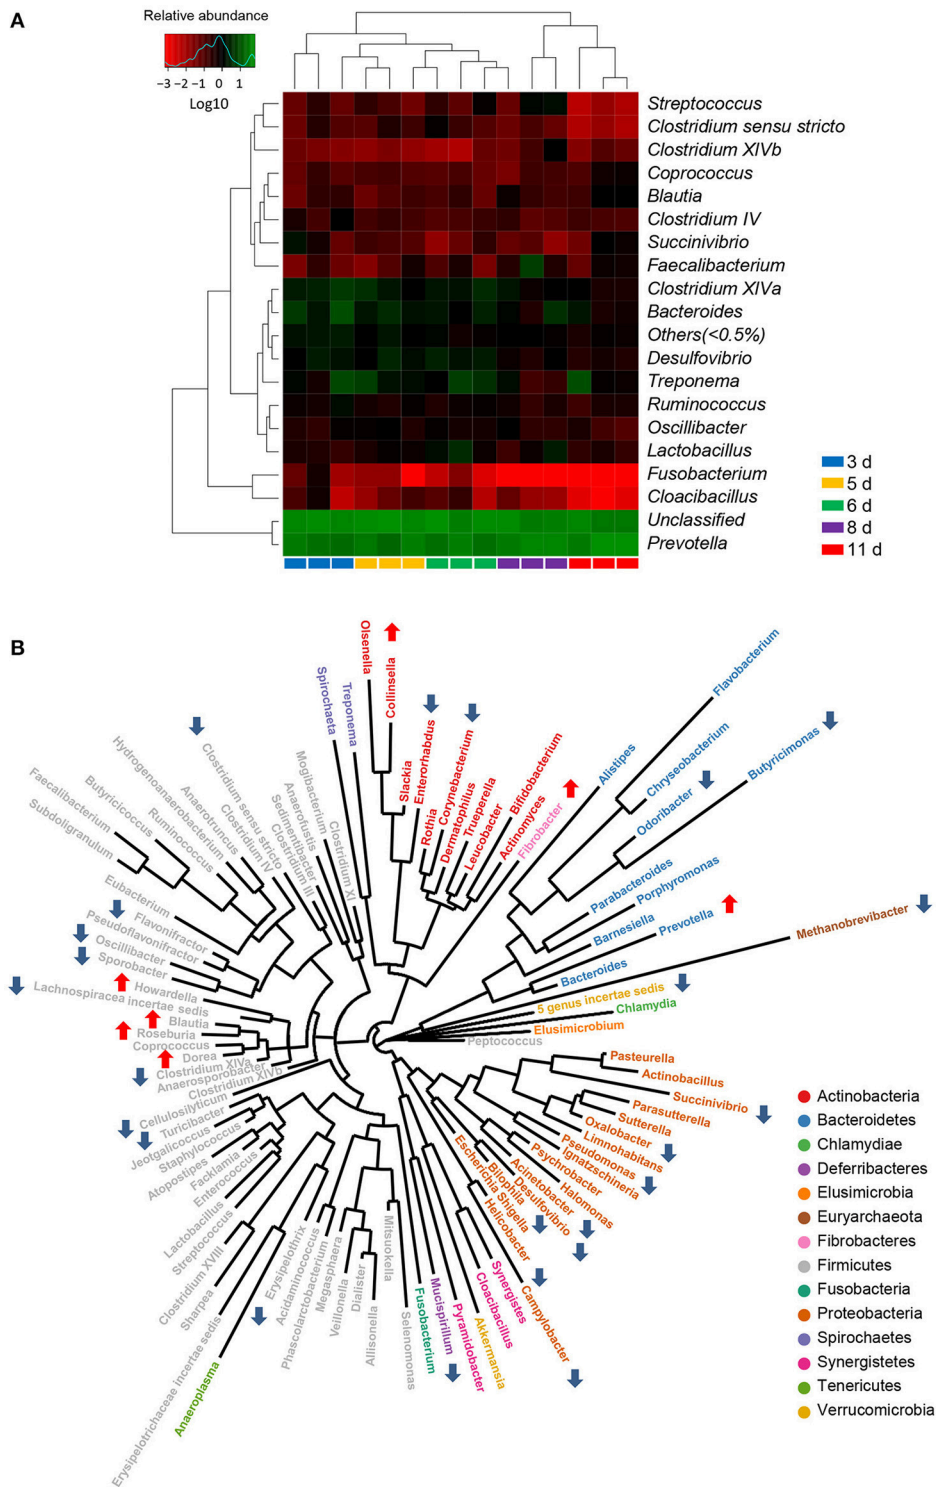 A
Relative abundance
−3 −2 −1 0 1
Log10
Streptococcus
Clostridium sensu stricto
Clostridium XIVb
Coprococcus
Blautia
Clostridium IV
Succinivibrio
Faecalibacterium
Clostridium XIVa
Bacteroides
Others(<0.5%)
Desulfovibrio
Treponema
Ruminococcus
Oscillibacter
Lactobacillus
Fusobacterium
Cloacibacillus
Unclassified
Prevotella
3 d
5 d
6 d
8 d
11 d
B
Olsenella
Collinsella
Slackia
Enterorhabdus
Rothia
Corynebacterium
Dermatophilus
Trueperella
Leucobacter
Bifidobacterium
Actinomyces
Fibrobacter
Alistipes
Flavobacterium
Chryseobacterium
Butyricimonas
Odoribacter
Parabacteroides
Porphyromonas
Barnesiella
Prevotella
Bacteroides
Methanobrevibacter
5 genus incertae sedis
Chlamydia
Elusimicrobium
Peptococcus
Pasteurella
Actinobacillus
Succinivibrio
Parasutterella
Sutterella
Oxalobacter
Limnohabitans
Pseudomonas
Ignatzschineria
Psychrobacter
Halomonas
Acinetobacter
Desulfovibrio
Bilophila
Escherichia Shigella
Helicobacter
Campylobacter
Synergistes
Cloacibacillus
Akkermansia
Pyramidobacter
Mucispirillum
Fusobacterium
Selenomonas
Mitsuokella
Allisonella
Dialister
Veillonella
Megasphaera
Phascolarctobacterium
Acidaminococcus
Erysipelothrix
Anaeroplasma
Erysipelotrichaceae incertae sedis
Sharpea
Clostridium XVIII
Streptococcus
Lactobacillus
Enterococcus
Facklamia
Atopostipes
Staphylococcus
Jeotgalicoccus
Turicibacter
Cellulosilyticum
Clostridium XIVb
Anaerosporobacter
Clostridium XIVa
Dorea
Coprococcus
Roseburia
Blautia
Lachnospiracea incertae sedis
Howardella
Sporobacter
Oscillibacter
Pseudoflavonifractor
Flavonifractor
Eubacterium
Subdoligranulum
Faecalibacterium
Butyricicoccus
Ruminococcus
Hydrogenoanaerobacterium
Anaerotruncus
Clostridium IV
Clostridium sensu stricto
Clostridium III
Sedimentibacter
Anaerofustis
Mogibacterium
Clostridium XI
Spirochaeta
Treponema
Actinobacteria
Bacteroidetes
Chlamydiae
Deferribacteres
Elusimicrobia
Euryarchaeota
Fibrobacteres
Firmicutes
Fusobacteria
Proteobacteria
Spirochaetes
Synergistetes
Tenericutes
Verrucomicrobia